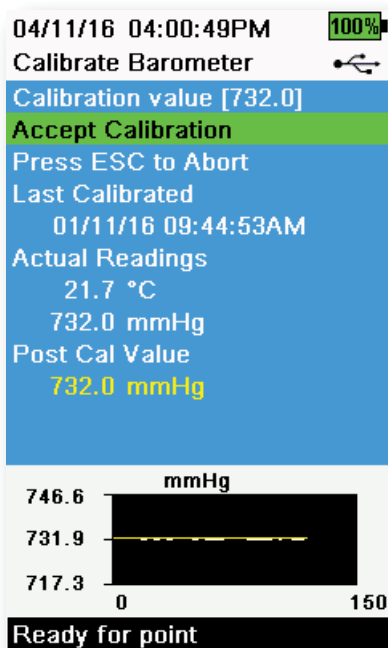 04/11/16 04:00:49PM 100%
Calibrate Barometer
Calibration value [732.0]
Accept Calibration
Press ESC to Abort
Last Calibrated
01/11/16 09:44:53AM
Actual Readings
21.7 °C
732.0 mmHg
Post Cal Value
732.0 mmHg
mmHg
746.6
731.9
717.3
0 150
Ready for point